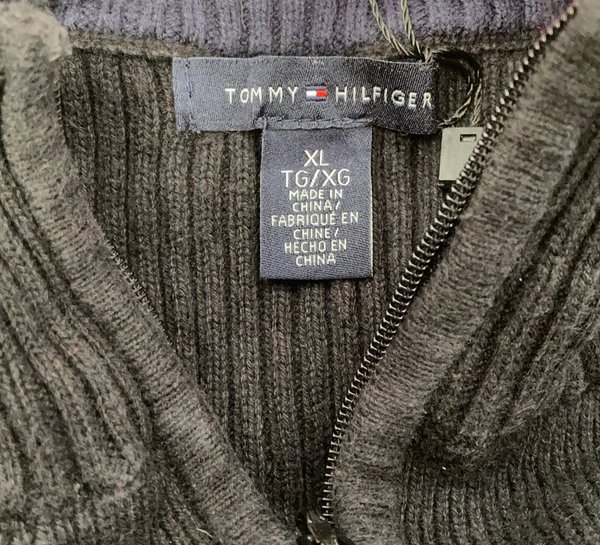 TOMMY HILFIGER
XL
TG/XG
MADE IN
CHINA/
FABRIQUÉ EN
CHINE/
HECHO EN
CHINA